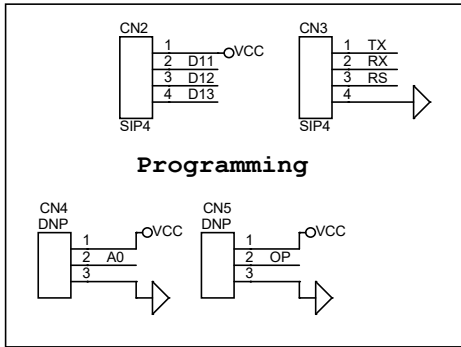 CN2
1
VCC
2 D11
3 D12
4 D13
SIP4
CN3
1 TX
2 RX
3 RS
4
SIP4
Programming
CN4
DNP
VCC
1
2 A0
3
CN5
DNP
VCC
1
2 OP
3